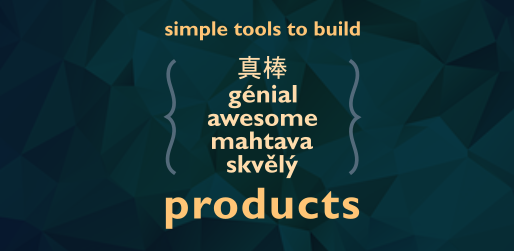 simple tools to build
真棒
génial
awesome
mahtava
skvělý
products